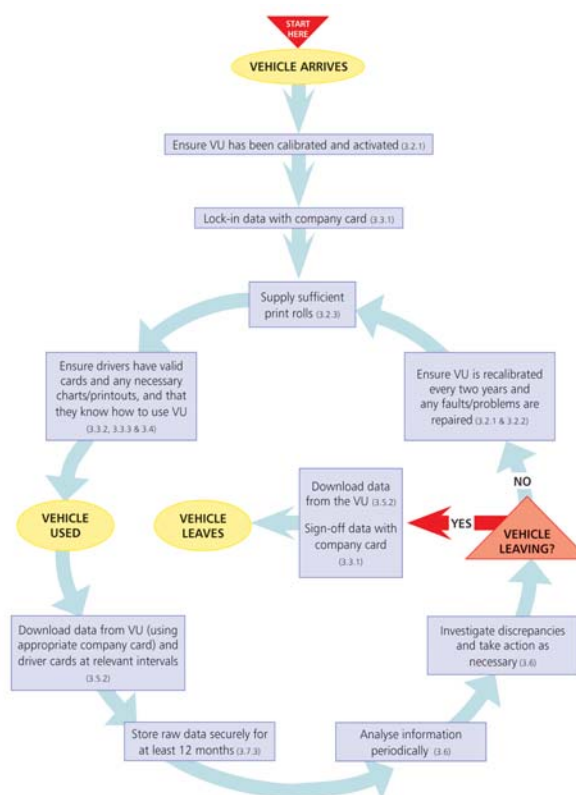 START
HERE
VEHICLE ARRIVES
Ensure VU has been calibrated and activated (3.2.1)
Lock-in data with company card (3.3.1)
Supply sufficient
print rolls
(3.2.3)
Ensure drivers have valid
cards and any necessary
charts/printouts, and that
they know how to use VU
(3.3.2, 3.3.3 & 3.4)
Ensure VU is recalibrated
every two years and
any faults/problems are
repaired (3.2.1 & 3.2.2)
NO
VEHICLE
USED
VEHICLE
LEAVES
Download data
from the VU (3.5.2)
Sign-off data with
company card
(3.3.1)
YES
VEHICLE
LEAVING?
Download data from VU (using
appropriate company card) and
driver cards at relevant intervals
(3.5.2)
Investigate discrepancies
and take action as
necessary (3.6)
Store raw data securely for
at least 12 months (3.7.3)
Analyse information
periodically (3.6)